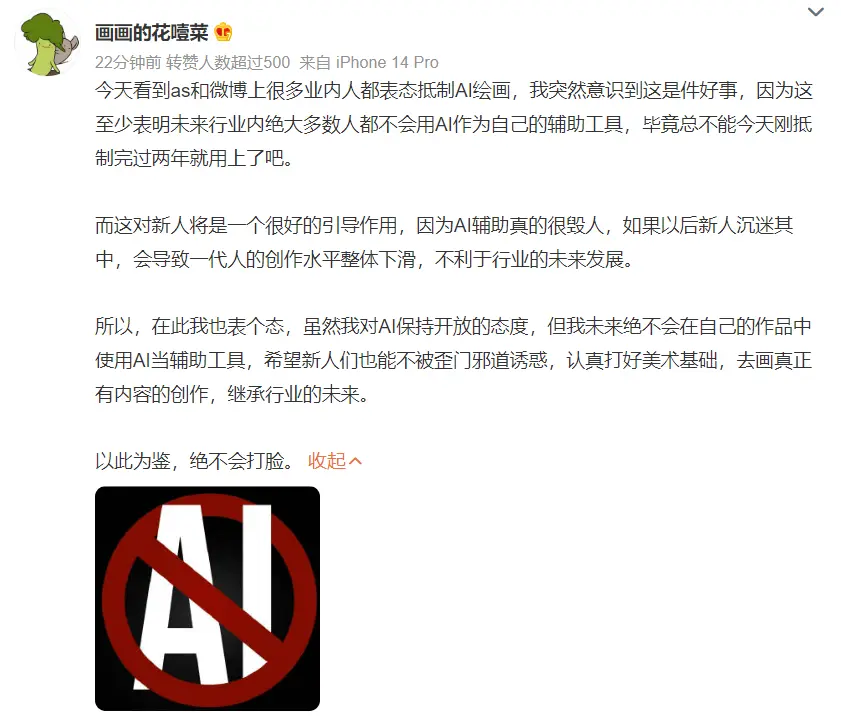 画画的花噎菜
22分钟前 转赞人数超过500 来自 iPhone 14 Pro
今天看到as和微博上很多业内人都表态抵制AI绘画，我突然意识到这是件好事，因为这
至少表明未来行业内绝大多数人都不会用AI作为自己的辅助工具，毕竟总不能今天刚抵
制完过两年就用上了吧。
而这对新人将是一个很好的引导作用，因为AI辅助真的很毁人，如果以后新人沉迷其
中，会导致一代人的创作水平整体下滑，不利于行业的未来发展。
所以，在此我也表个态，虽然我对AI保持开放的态度，但我未来绝不会在自己的作品中
使用AI当辅助工具，希望新人们也能不被歪门邪道诱惑，认真打好美术基础，去画真正
有内容的创作，继承行业的未来。
以此为鉴，绝不会打脸。 收起
AI